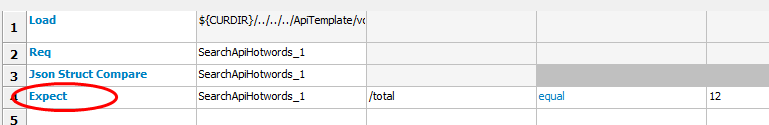 1 Load ${CURDIR}/../../../ApiTemplate/vo
2 Req SearchApiHotwords_1
3 Json Struct Compare SearchApiHotwords_1
4 Expect SearchApiHotwords_1 /total equal 12
5